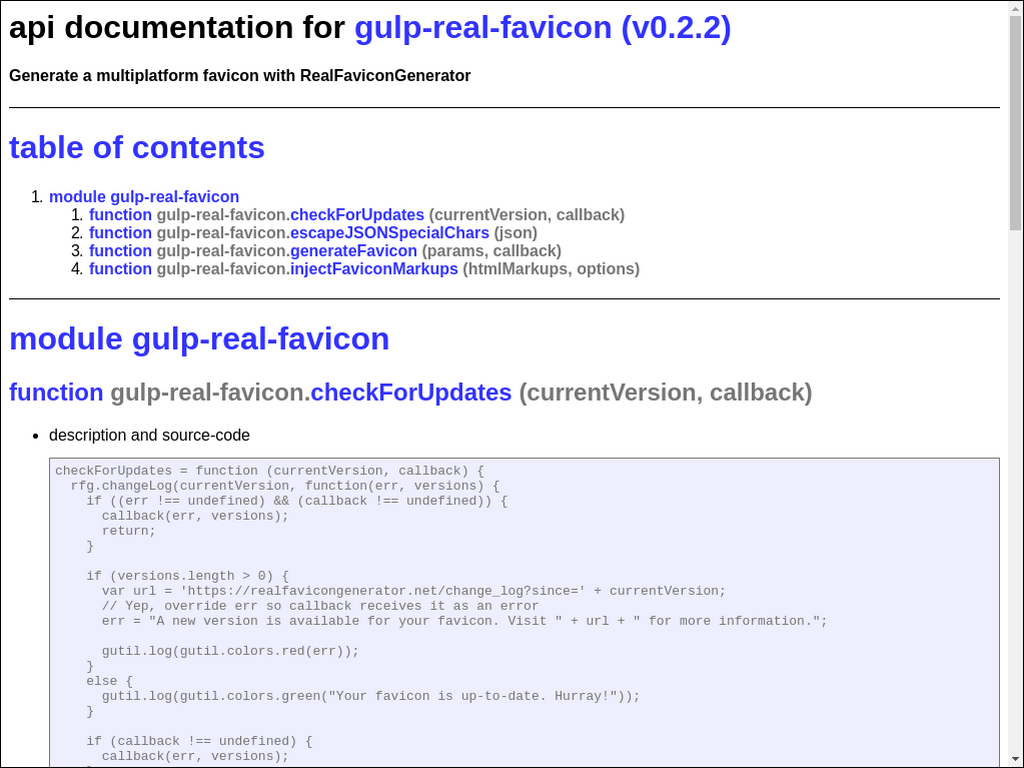 api documentation for gulp-real-favicon (v0.2.2)
Generate a multiplatform favicon with RealFaviconGenerator
table of contents
1. module gulp-real-favicon
1. function gulp-real-favicon.checkForUpdates (currentVersion, callback)
2. function gulp-real-favicon.escapeJSONSpecialChars (json)
3. function gulp-real-favicon.generateFavicon (params, callback)
4. function gulp-real-favicon.injectFaviconMarkups (htmlMarkups, options)
module gulp-real-favicon
function gulp-real-favicon.checkForUpdates (currentVersion, callback)
• description and source-code
checkForUpdates = function (currentVersion, callback) {
  rfg.changeLog(currentVersion, function(err, versions) {
    if ((err !== undefined) && (callback !== undefined)) {
      callback(err, versions);
      return;
    }

    if (versions.length > 0) {
      var url = 'https://realfavicongenerator.net/change_log?since=' + currentVersion;
      // Yep, override err so callback receives it as an error
      err = "A new version is available for your favicon. Visit " + url + " for more information.";

      gutil.log(gutil.colors.red(err));
    }
    else {
      gutil.log(gutil.colors.green("Your favicon is up-to-date. Hurray!"));
    }

    if (callback !== undefined) {
      callback(err, versions);